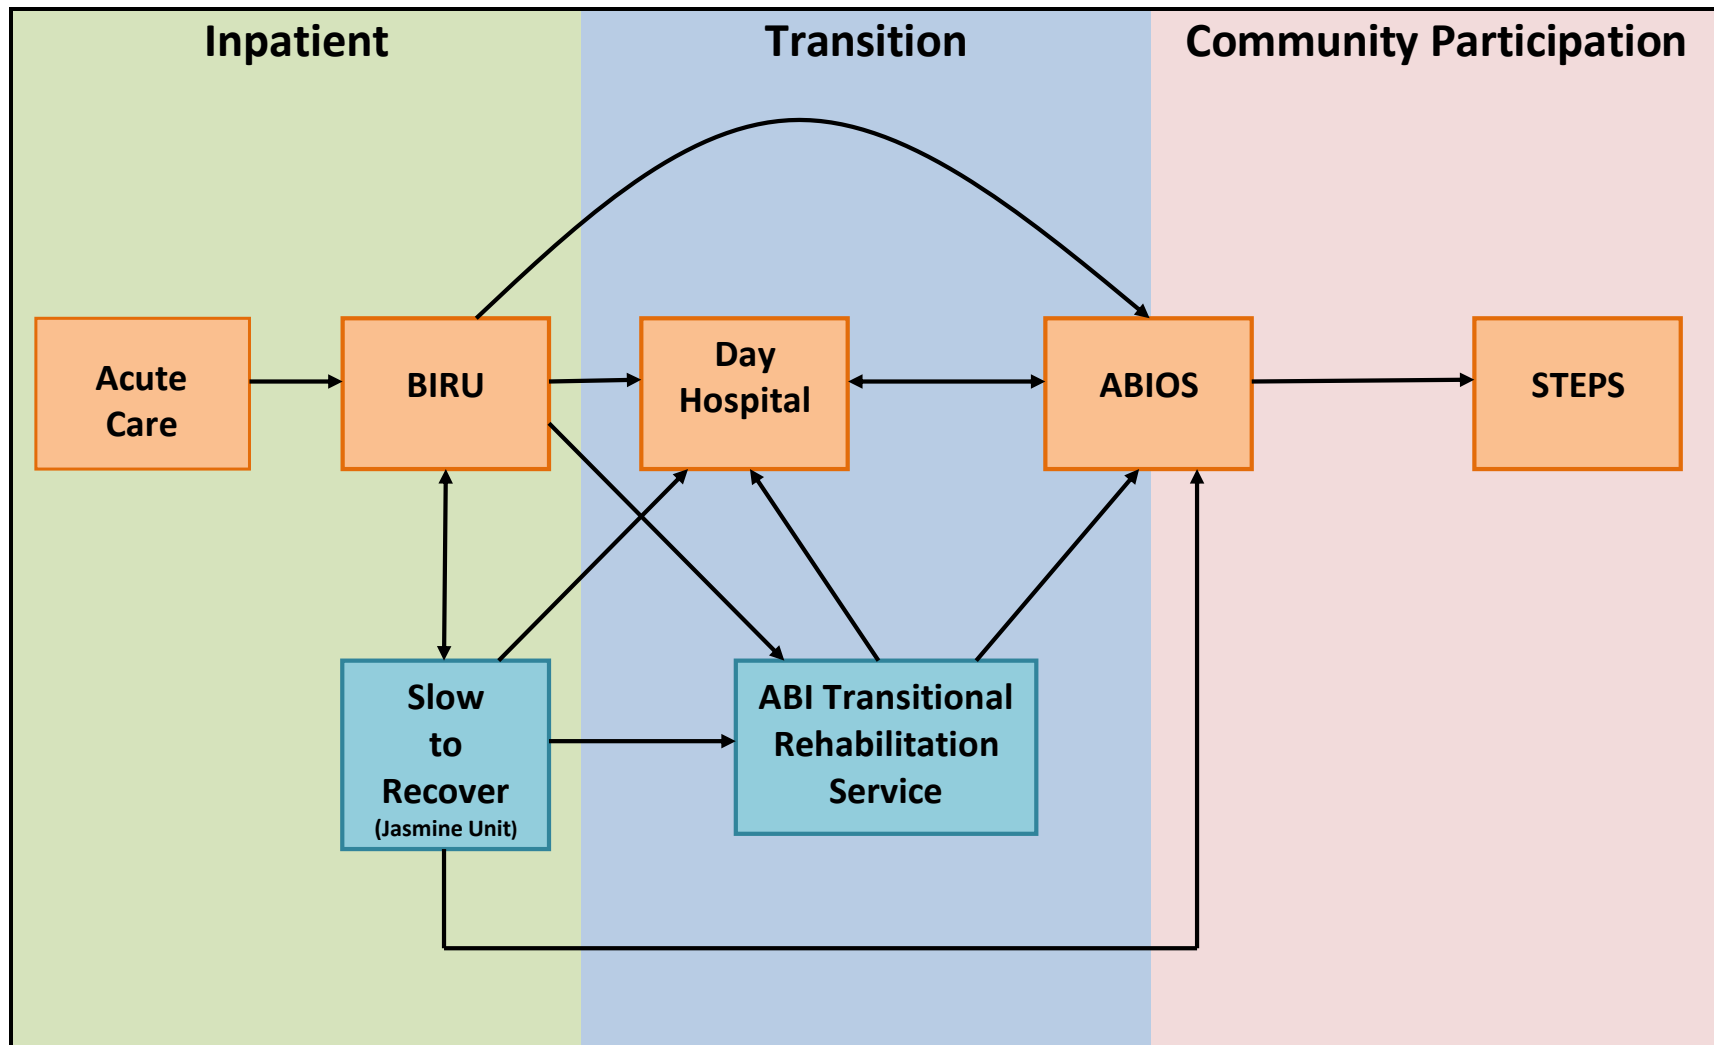 Inpatient
Transition
Community Participation
Acute
Care
BIRU
Day
Hospital
ABIOS
STEPS
Slow
to
Recover
(Jasmine Unit)
ABI Transitional
Rehabilitation
Service